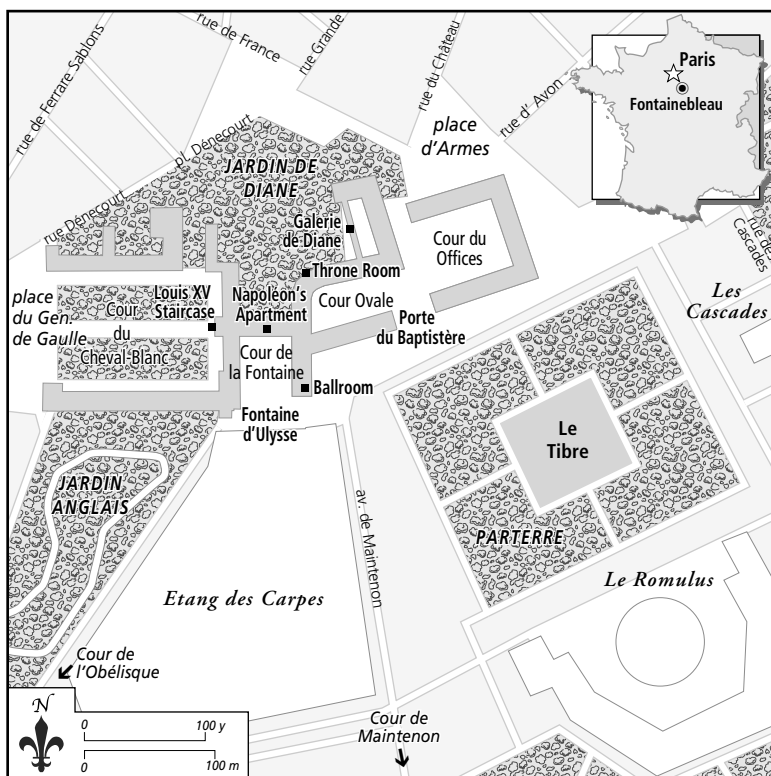 rue de Ferrare Sablons
rue de France
rue Grande
rue du Château
rue d' Avon
Paris
Fontainebleau
pl. Dénecourt
place
d'Armes
JARDIN DE
DIANE
rue Dénecourt
Galerie
de Diane
Cour du
Offices
rue des
Cascades
Throne Room
Les
Cascades
place
du Gen.
de Gaulle
Cour
du
Cheval-Blanc
Louis XV
Staircase
Napoléon's
Apartment
Cour Ovale
Porte
du Baptistère
Cour de
la Fontaine
Ballroom
Fontaine
d'Ulysse
Le
Tibre
JARDIN
ANGLAIS
av. de Maintenon
PARTERRE
Etang des Carpes
Le Romulus
Cour de
l'Obélisque
Cour de
Maintenon
N
0 100 y
0 100 m